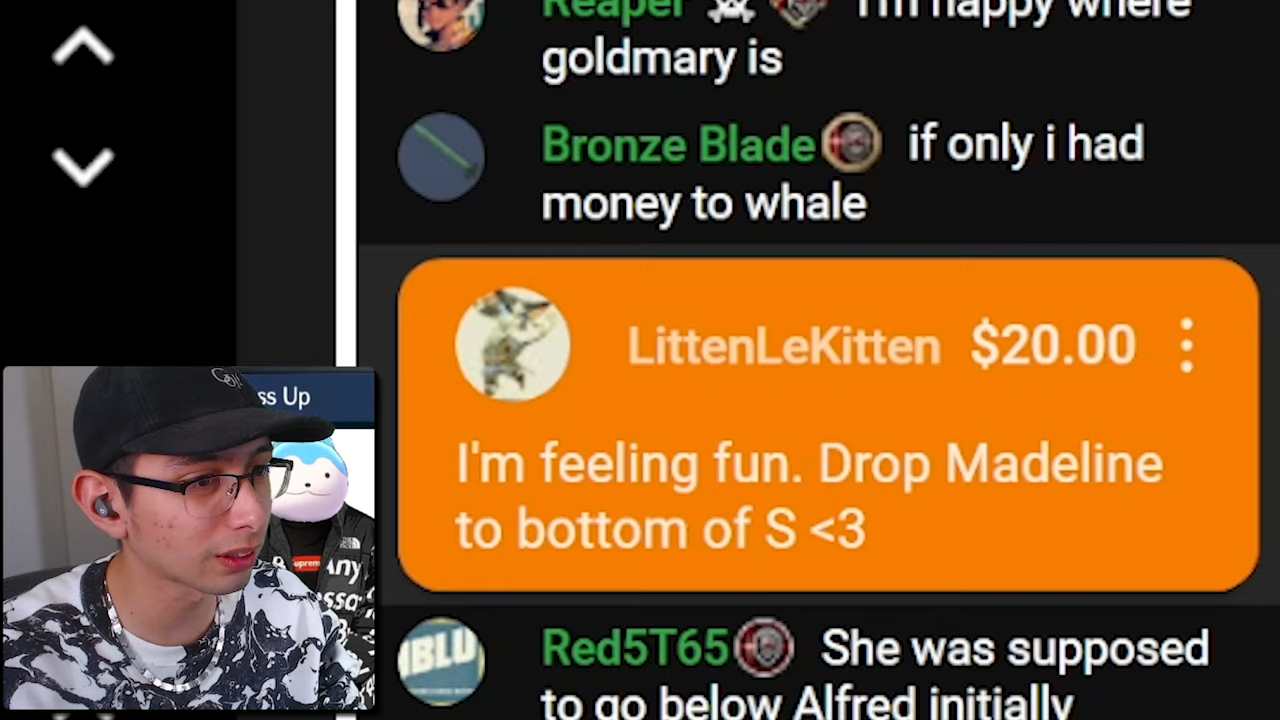 Reaper I'm happy where
goldmary is
Bronze Blade if only i had
money to whale
LittenLeKitten $20.00
I'm feeling fun. Drop Madeline
to bottom of S <3
Red5T65 She was supposed
to go below Alfred initially
ss Up
Any